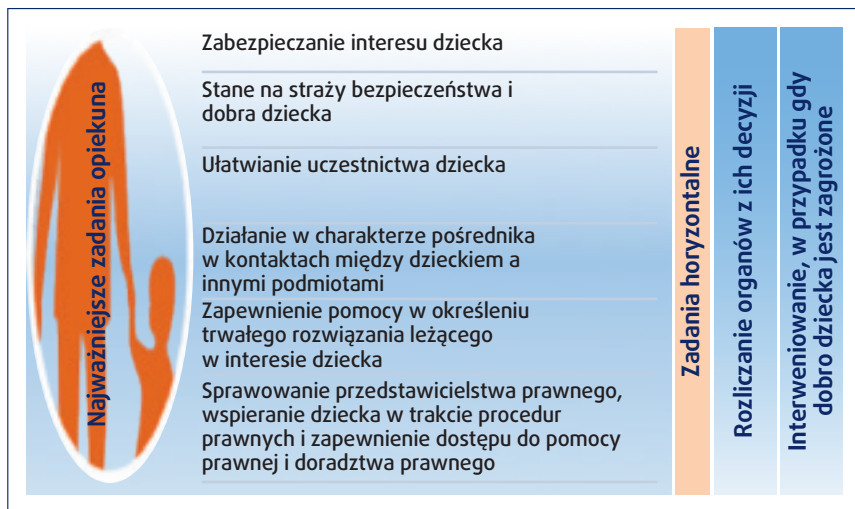 Najważniejsze zadania opiekuna
Zabezpieczanie interesu dziecka
Stane na straży bezpieczeństwa i
dobra dziecka
Ułatwianie uczestnictwa dziecka
Działanie w charakterze pośrednika
w kontaktach między dzieckiem a
innymi podmiotami
Zapewnienie pomocy w określeniu
trwałego rozwiązania leżącego
w interesie dziecka
Sprawowanie przedstawicielstwa prawnego,
wspieranie dziecka w trakcie procedur
prawnych i zapewnienie dostępu do pomocy
prawnej i doradztwa prawnego
Zadania horyzontalne
Rozliczanie organów z ich decyzji
Interweniowanie, w przypadku gdy
dobro dziecka jest zagrożone